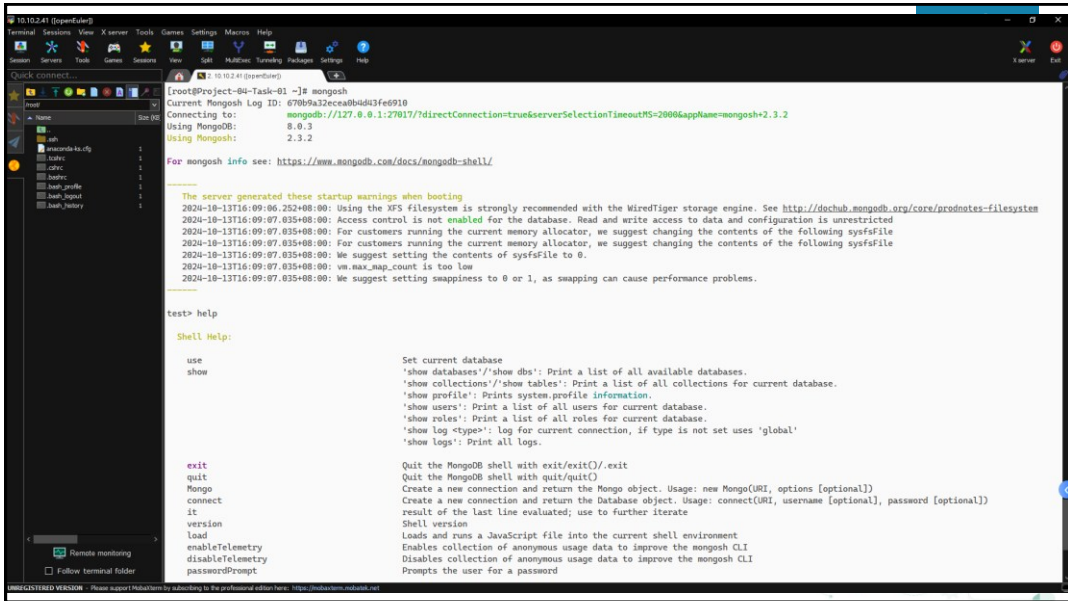 10.10.2.41 ([openEuler])
Terminal Sessions View X server Tools Games Settings Macros Help
Session Servers Tools Games Sessions View Split MultiExec Tunneling Packages Settings Help X server Exit
Quick connect...
2. 10.10.2.41 ([openEuler])
/root/
Name Size (KB)
..
.ssh
anaconda-ks.cfg 1
.tcshrc 1
.cshrc 1
.bashrc 1
.bash_profile 1
.bash_logout 1
.bash_history 1
Remote monitoring
Follow terminal folder
[root@Project-04-Task-01 ~]# mongosh
Current Mongosh Log ID: 670b9a32ecea0b4d43fe6910
Connecting to: mongodb://127.0.0.1:27017/?directConnection=true&serverSelectionTimeoutMS=2000&appName=mongosh+2.3.2
Using MongoDB: 8.0.3
Using Mongosh: 2.3.2
For mongosh info see: https://www.mongodb.com/docs/mongodb-shell/
------
The server generated these startup warnings when booting
2024-10-13T16:09:06.252+08:00: Using the XFS filesystem is strongly recommended with the WiredTiger storage engine. See http://dochub.mongodb.org/core/prodnotes-filesystem
2024-10-13T16:09:07.035+08:00: Access control is not enabled for the database. Read and write access to data and configuration is unrestricted
2024-10-13T16:09:07.035+08:00: For customers running the current memory allocator, we suggest changing the contents of the following sysfsFile
2024-10-13T16:09:07.035+08:00: For customers running the current memory allocator, we suggest changing the contents of the following sysfsFile
2024-10-13T16:09:07.035+08:00: We suggest setting the contents of sysfsFile to 0.
2024-10-13T16:09:07.035+08:00: vm.max_map_count is too low
2024-10-13T16:09:07.035+08:00: We suggest setting swappiness to 0 or 1, as swapping can cause performance problems.
------
test> help
Shell Help:
use Set current database
show 'show databases'/'show dbs': Print a list of all available databases.
'show collections'/'show tables': Print a list of all collections for current database.
'show profile': Prints system.profile information.
'show users': Print a list of all users for current database.
'show roles': Print a list of all roles for current database.
'show log <type>': log for current connection, if type is not set uses 'global'
'show logs': Print all logs.
exit Quit the MongoDB shell with exit/exit()/.exit
quit Quit the MongoDB shell with quit/quit()
Mongo Create a new connection and return the Mongo object. Usage: new Mongo(URI, options [optional])
connect Create a new connection and return the Database object. Usage: connect(URI, username [optional], password [optional])
it result of the last line evaluated; use to further iterate
version Shell version
load Loads and runs a JavaScript file into the current shell environment
enableTelemetry Enables collection of anonymous usage data to improve the mongosh CLI
disableTelemetry Disables collection of anonymous usage data to improve the mongosh CLI
passwordPrompt Prompts the user for a password
UNREGISTERED VERSION - Please support MobaXterm by subscribing to the professional edition here: https://mobaxterm.mobatek.net